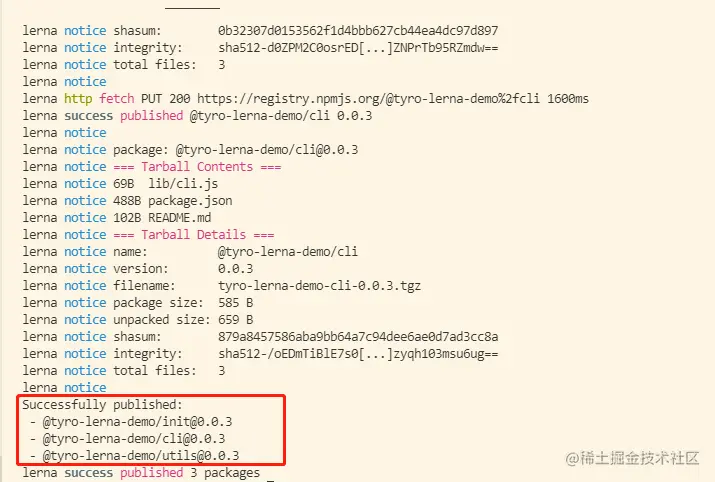 lerna notice shasum: 0b32307d0153562f1d4bbb627cb44ea4dc97d897
lerna notice integrity: sha512-d0ZPM2C0osrED[...]ZNPrTb95RZmdw==
lerna notice total files: 3
lerna notice
lerna http fetch PUT 200 https://registry.npmjs.org/@tyro-lerna-demo%2fcli 1600ms
lerna success published @tyro-lerna-demo/cli 0.0.3
lerna notice
lerna notice package: @tyro-lerna-demo/cli@0.0.3
lerna notice === Tarball Contents ===
lerna notice 69B lib/cli.js
lerna notice 488B package.json
lerna notice 102B README.md
lerna notice === Tarball Details ===
lerna notice name: @tyro-lerna-demo/cli
lerna notice version: 0.0.3
lerna notice filename: tyro-lerna-demo-cli-0.0.3.tgz
lerna notice package size: 585 B
lerna notice unpacked size: 659 B
lerna notice shasum: 879a8457586aba9bb64a7c94dee6ae0d7ad3cc8a
lerna notice integrity: sha512-/oEDmTiBlE7s0[...]zyqh103msu6ug==
lerna notice total files: 3
lerna notice
Successfully published:
- @tyro-lerna-demo/init@0.0.3
- @tyro-lerna-demo/cli@0.0.3
- @tyro-lerna-demo/utils@0.0.3
lerna success published 3 packages
@稀土掘金技术社区